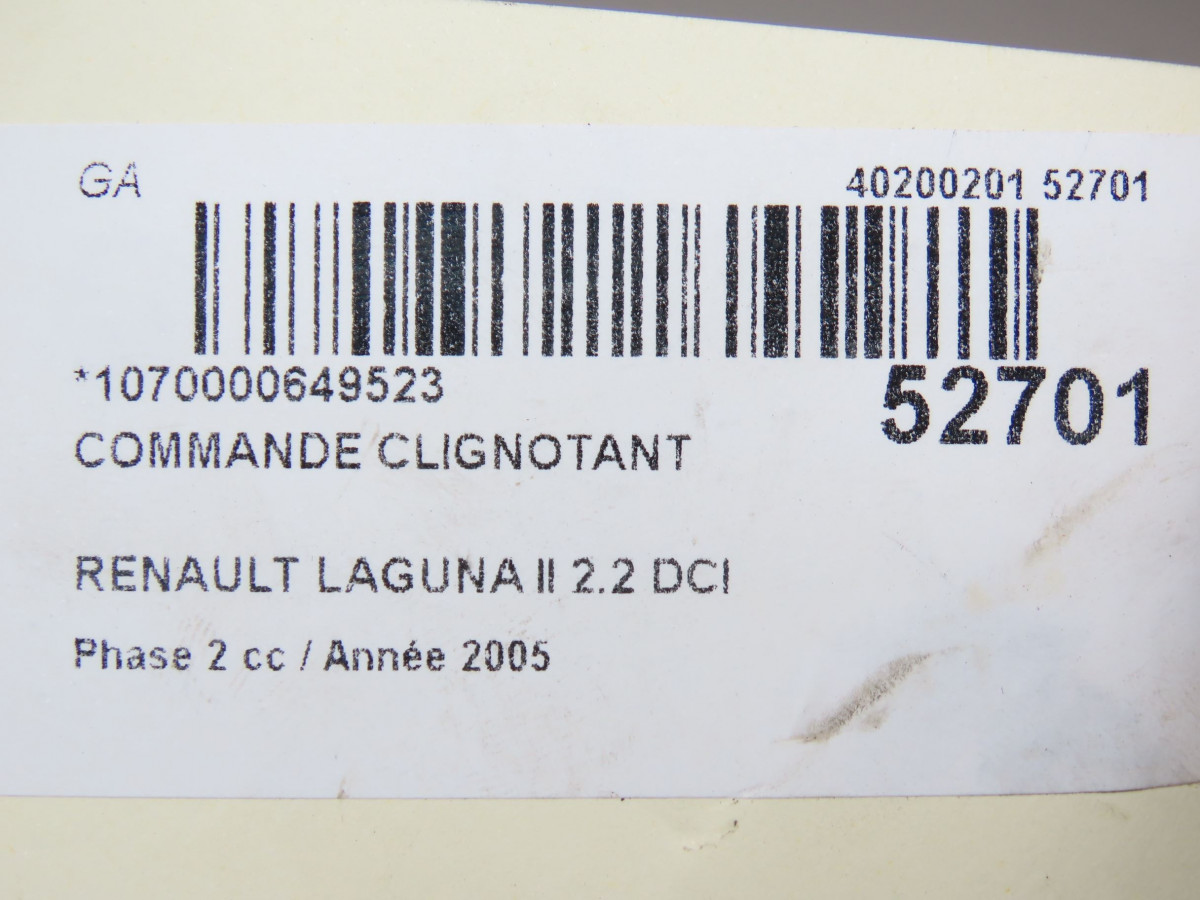 GA 40200201 52701
*1070000649523 52701
COMMANDE CLIGNOTANT
RENAULT LAGUNA II 2.2 DCI
Phase 2 cc / Année 2005